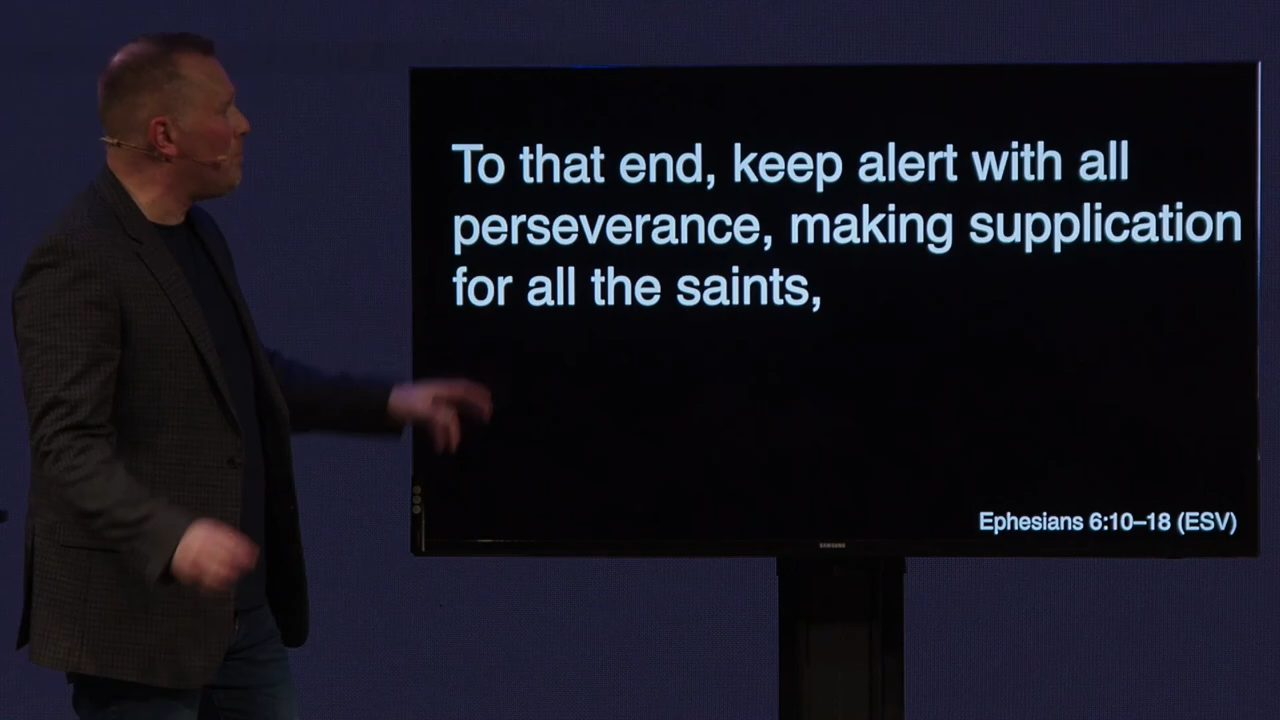 To that end, keep alert with all
perseverance, making supplication
for all the saints,
Ephesians 6:10–18 (ESV)
SAMSUNG